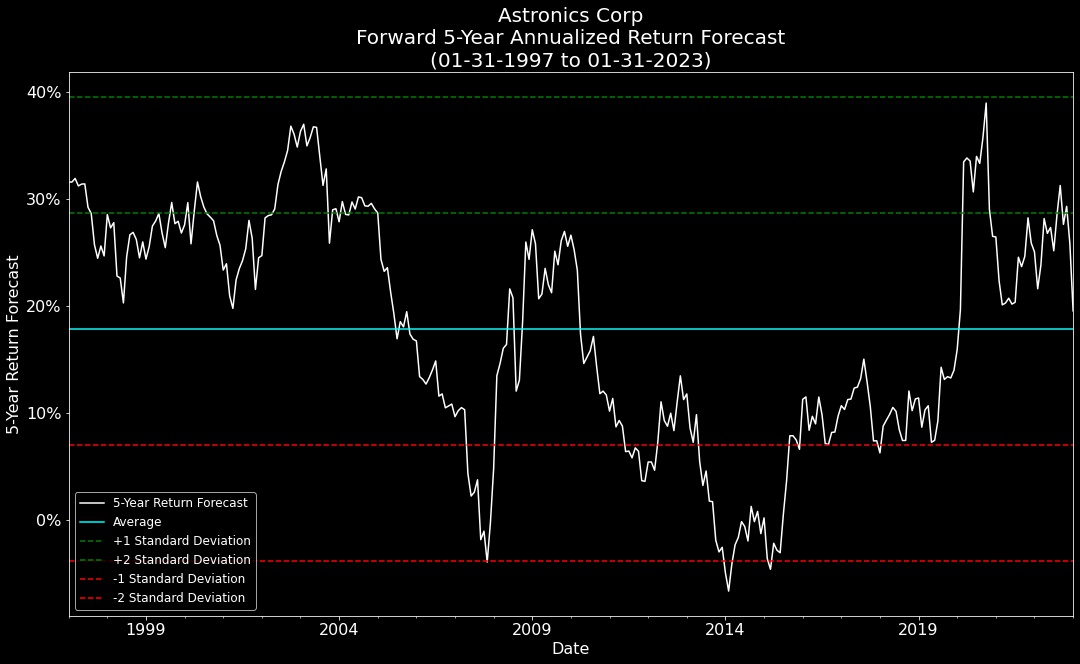 Astronics Corp
Forward 5-Year Annualized Return Forecast
(01-31-1997 to 01-31-2023)
5-Year Return Forecast
40%
30%
20%
10%
0%
5-Year Return Forecast
Average
+1 Standard Deviation
+2 Standard Deviation
-1 Standard Deviation
-2 Standard Deviation
1999 2004 2009 2014 2019
Date